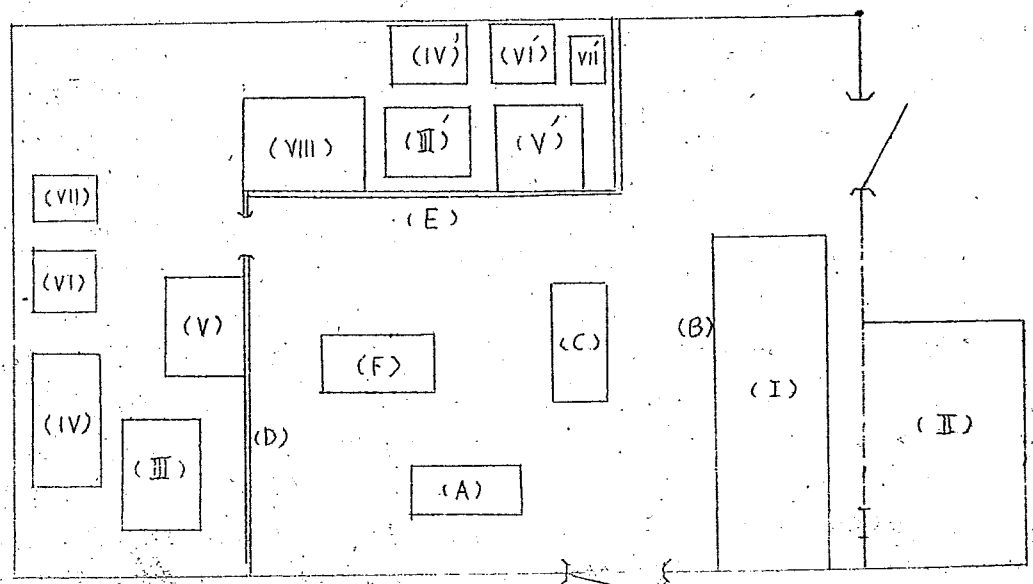 (IV)'
(VI')
VII'
(VIII)
(III)'
(V')
(VII)
(E)
(VI)
(V)
(C)
(B)
(F)
(I)
(IV)
(II)
(D)
(III)
(A)